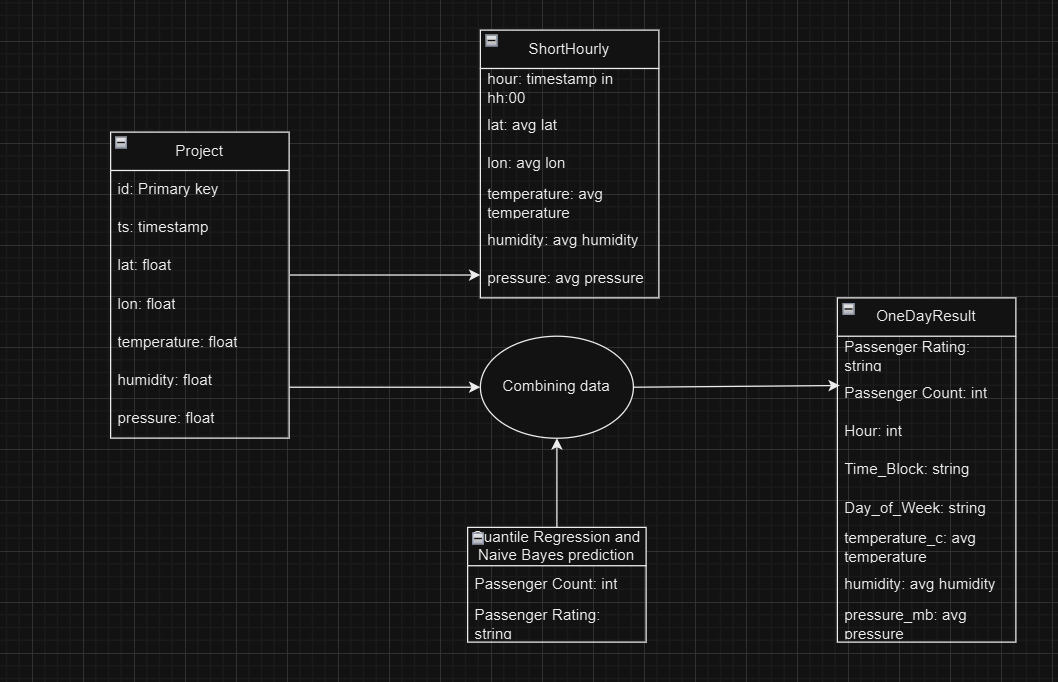 ShortHourly
hour: timestamp in
hh:00
lat: avg lat
lon: avg lon
temperature: avg
temperature
humidity: avg humidity
pressure: avg pressure
Project
id: Primary key
ts: timestamp
lat: float
lon: float
temperature: float
humidity: float
pressure: float
Combining data
OneDayResult
Passenger Rating:
string
Passenger Count: int
Hour: int
Time_Block: string
Day_of_Week: string
temperature_c: avg
temperature
humidity: avg humidity
pressure_mb: avg
pressure
Quantile Regression and
Naive Bayes prediction
Passenger Count: int
Passenger Rating:
string